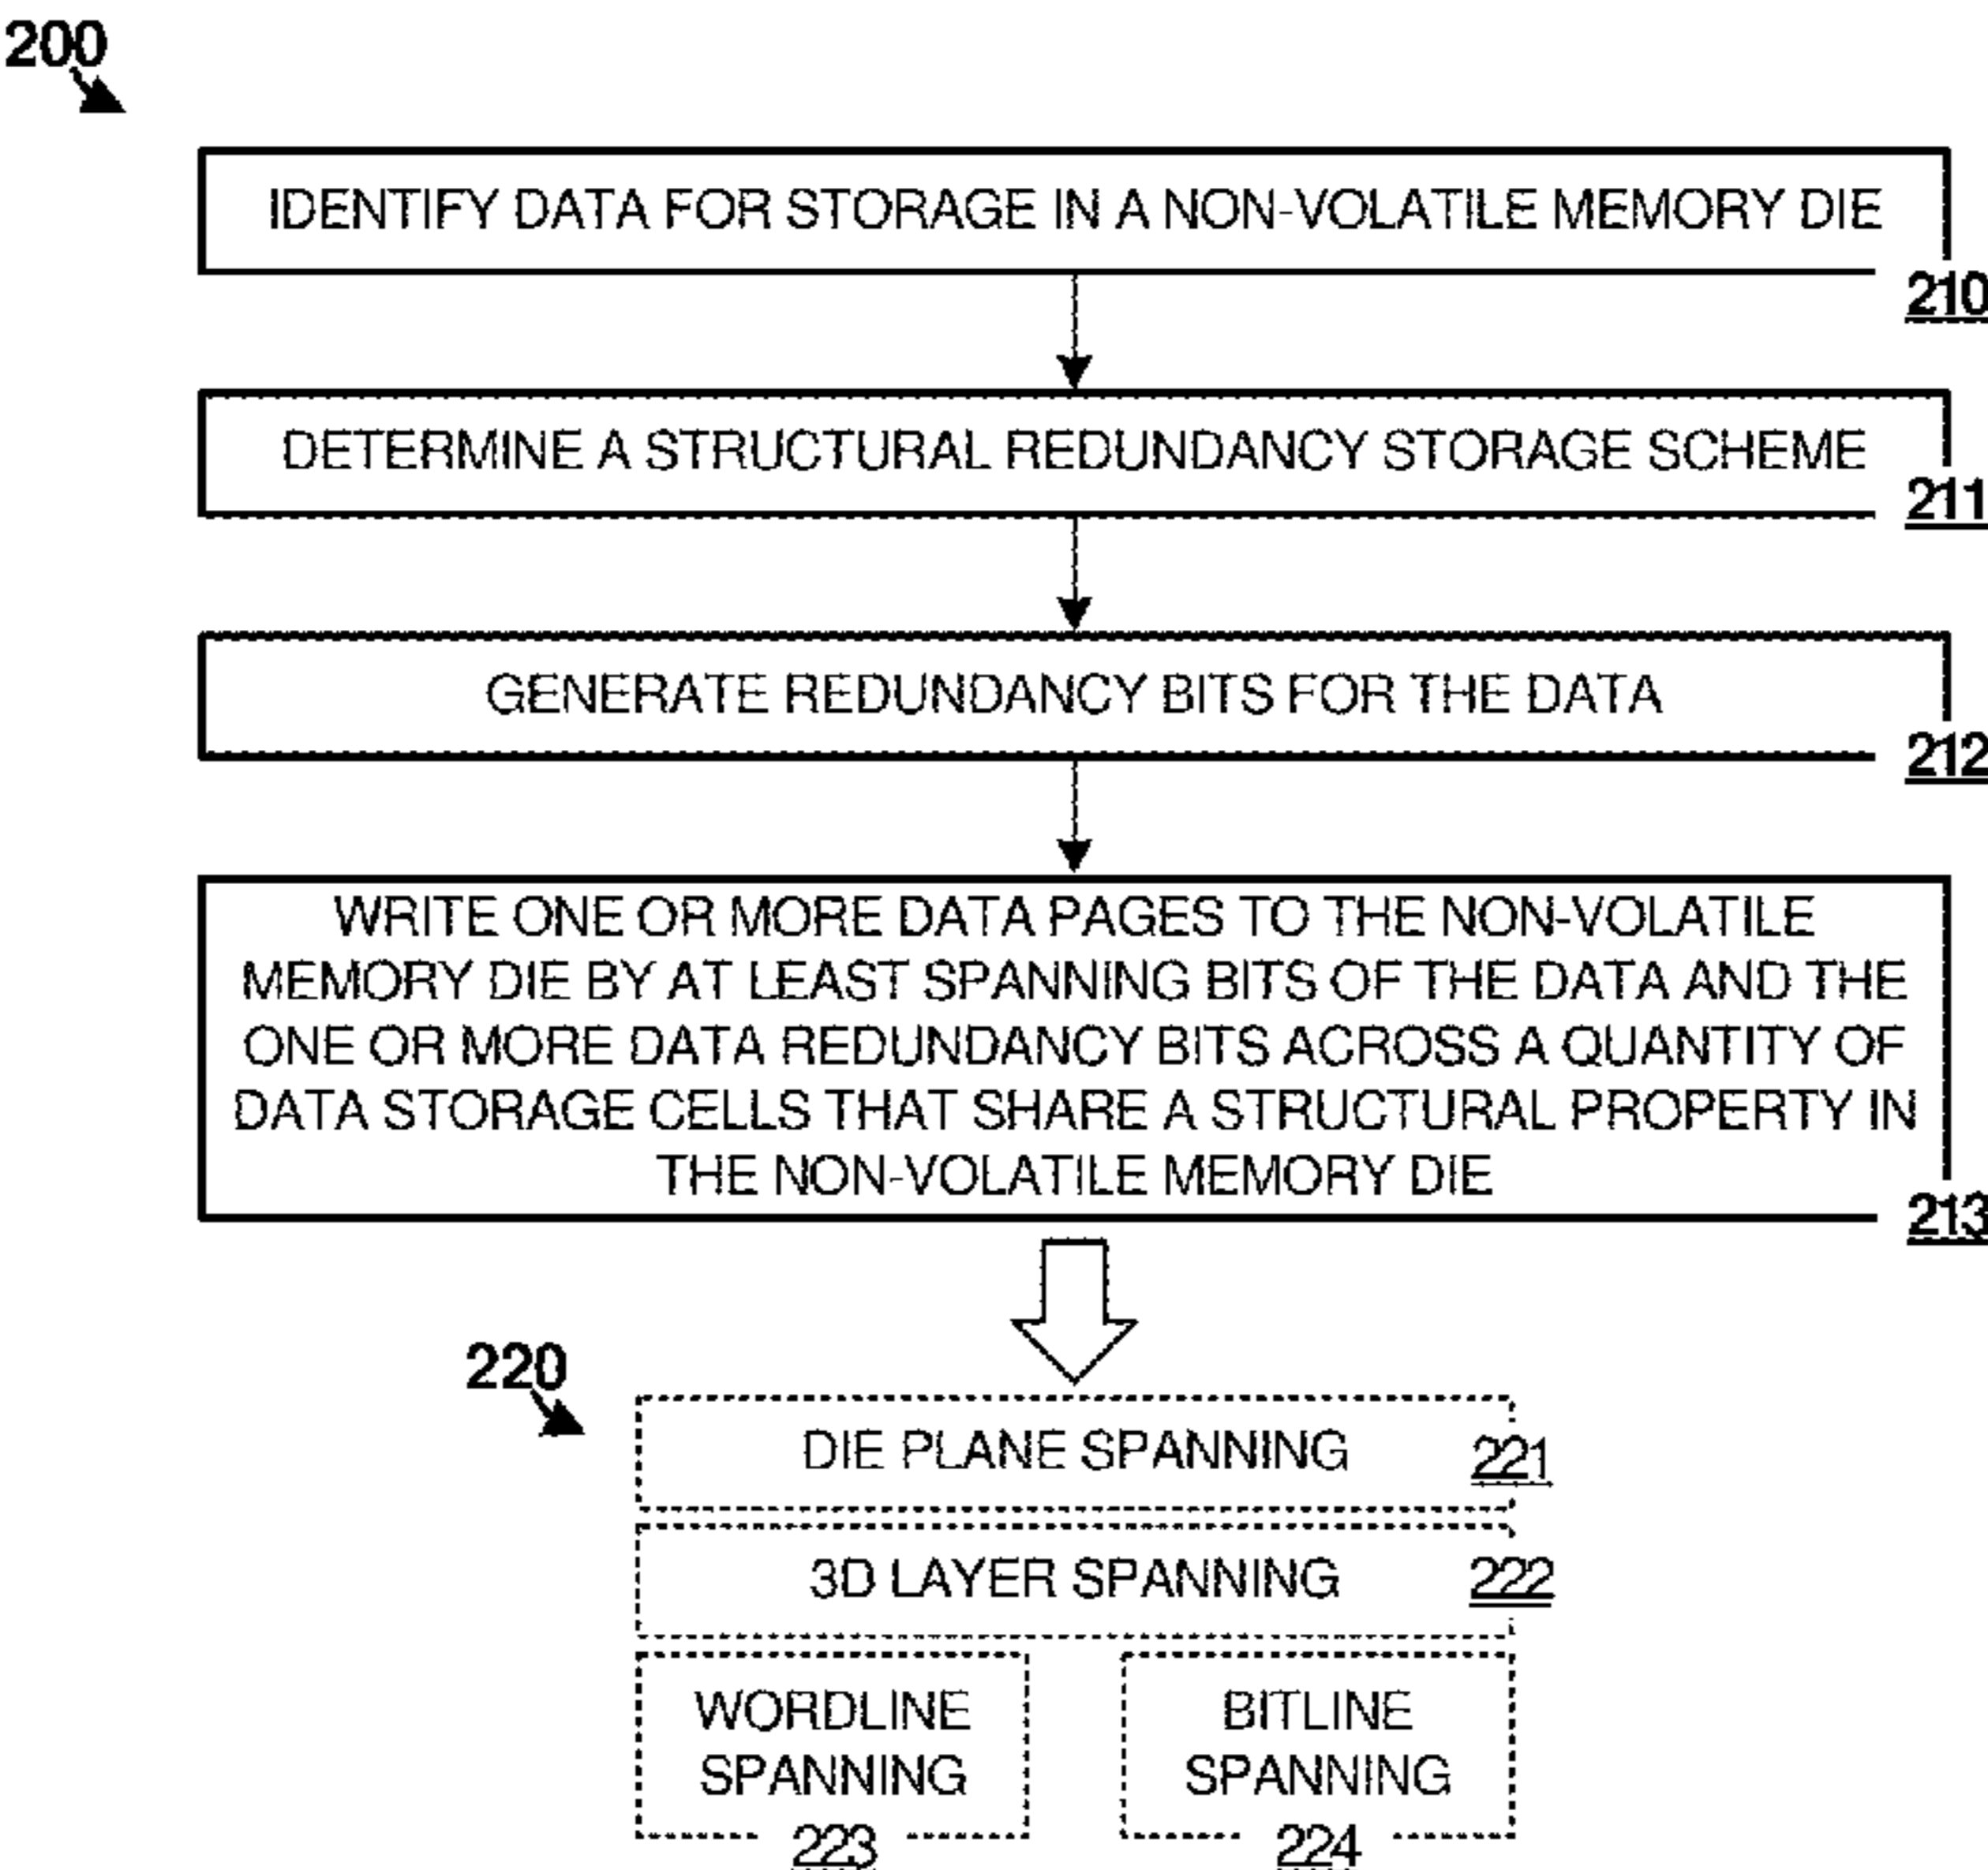 200
IDENTIFY DATA FOR STORAGE IN A NON-VOLATILE MEMORY DIE
210
DETERMINE A STRUCTURAL REDUNDANCY STORAGE SCHEME
211
GENERATE REDUNDANCY BITS FOR THE DATA
212
WRITE ONE OR MORE DATA PAGES TO THE NON-VOLATILE
MEMORY DIE BY AT LEAST SPANNING BITS OF THE DATA AND THE
ONE OR MORE DATA REDUNDANCY BITS ACROSS A QUANTITY OF
DATA STORAGE CELLS THAT SHARE A STRUCTURAL PROPERTY IN
THE NON-VOLATILE MEMORY DIE
213
220
DIE PLANE SPANNING
221
3D LAYER SPANNING
222
WORDLINE
SPANNING
223
BITLINE
SPANNING
224